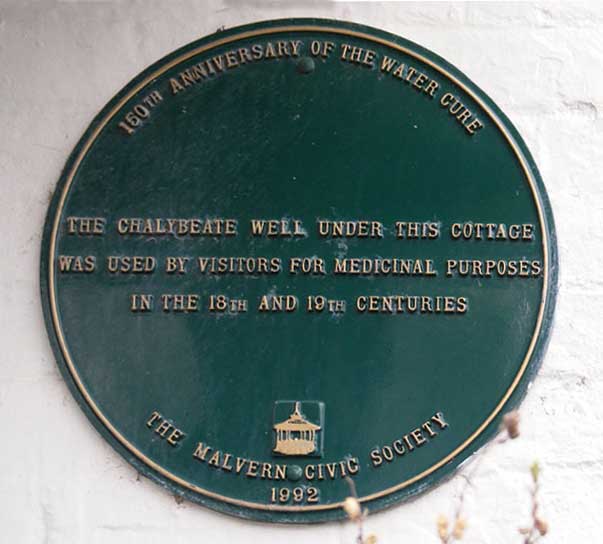 150TH ANNIVERSARY OF THE WATER CURE
THE CHALYBEATE WELL UNDER THIS COTTAGE
WAS USED BY VISITORS FOR MEDICINAL PURPOSES
IN THE 18TH AND 19TH CENTURIES
THE MALVERN CIVIC SOCIETY
1992